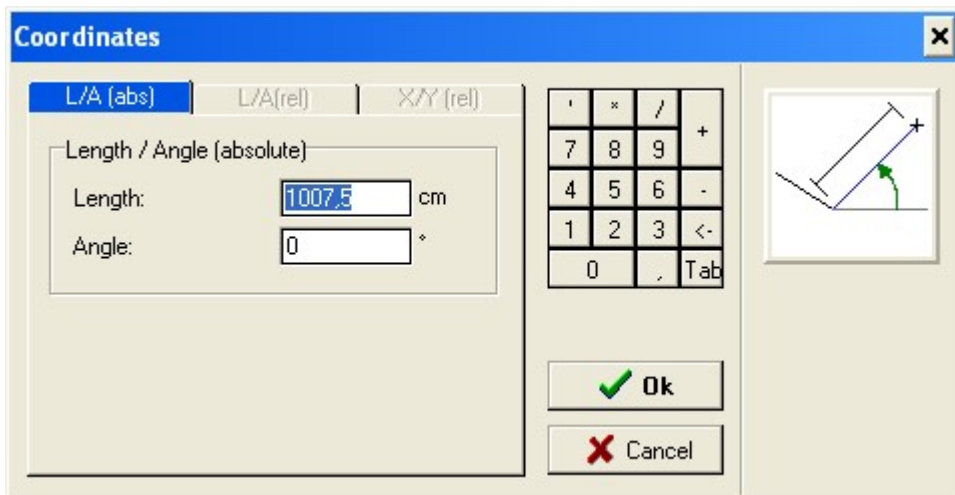 Coordinates
L/A (abs) L/A(rel) X/Y (rel)
Length / Angle (absolute)
Length: 1007,5 cm
Angle: 0 °
' * / +
7 8 9
4 5 6 -
1 2 3 <-
0 , Tab
Ok
Cancel